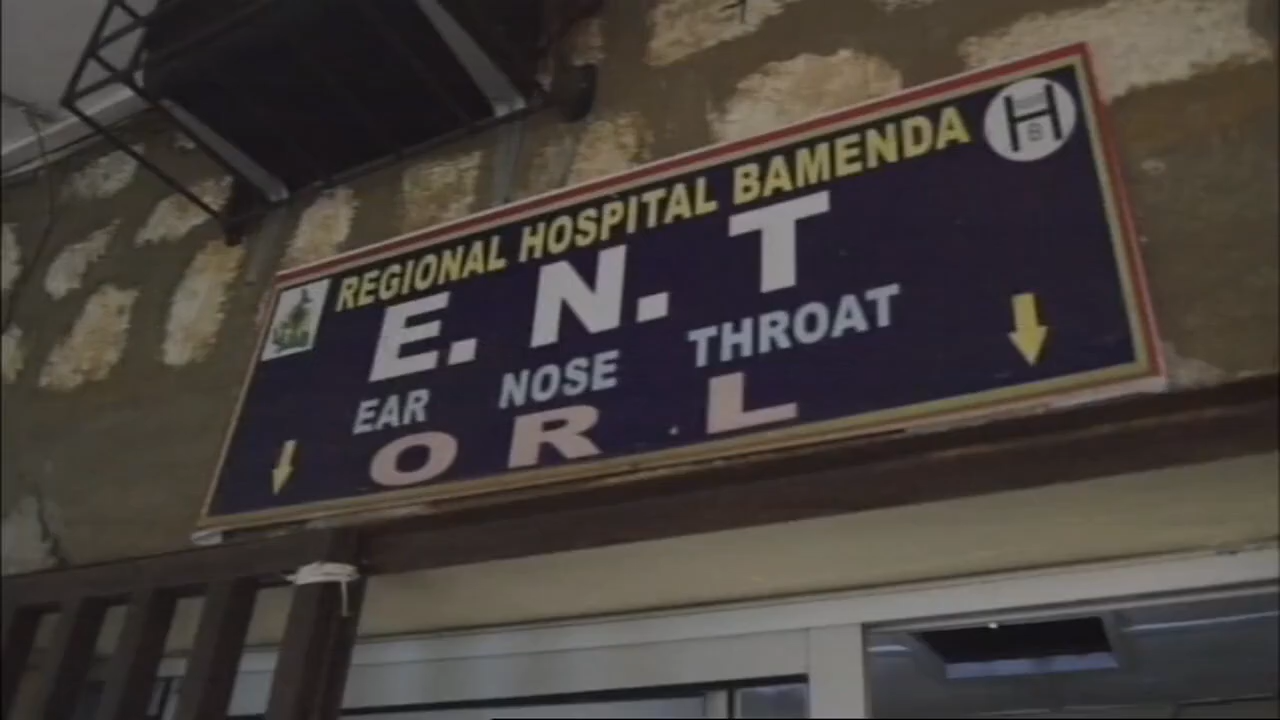 REGIONAL HOSPITAL BAMENDA
E. N. T
EAR NOSE THROAT
O R L
H
B